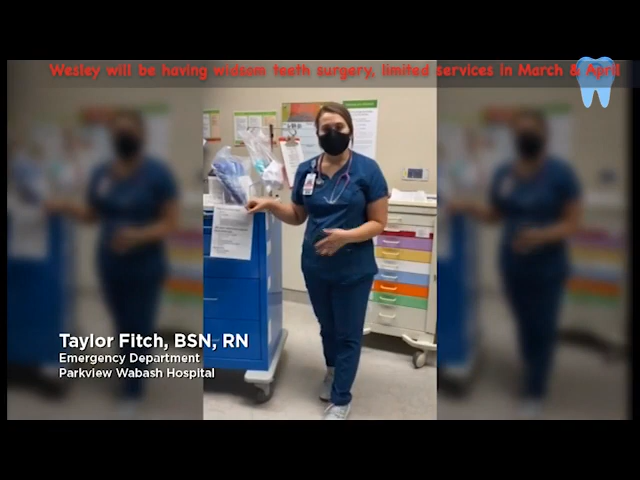 Wesley will be having widsom teeth surgery, limited services in March & April
Taylor Fitch, BSN, RN
Emergency Department
Parkview Wabash Hospital